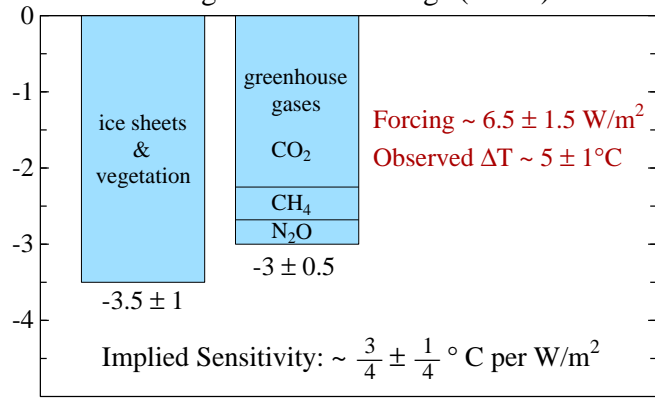 0
-1
-2
-3
-4
ice sheets
&
vegetation
-3.5 ± 1
greenhouse
gases
CO₂
CH₄
N₂O
-3 ± 0.5
Forcing ~ 6.5 ± 1.5 W/m²
Observed ΔT ~ 5 ± 1°C
Implied Sensitivity: ~ 3/4 ± 1/4 ° C per W/m²